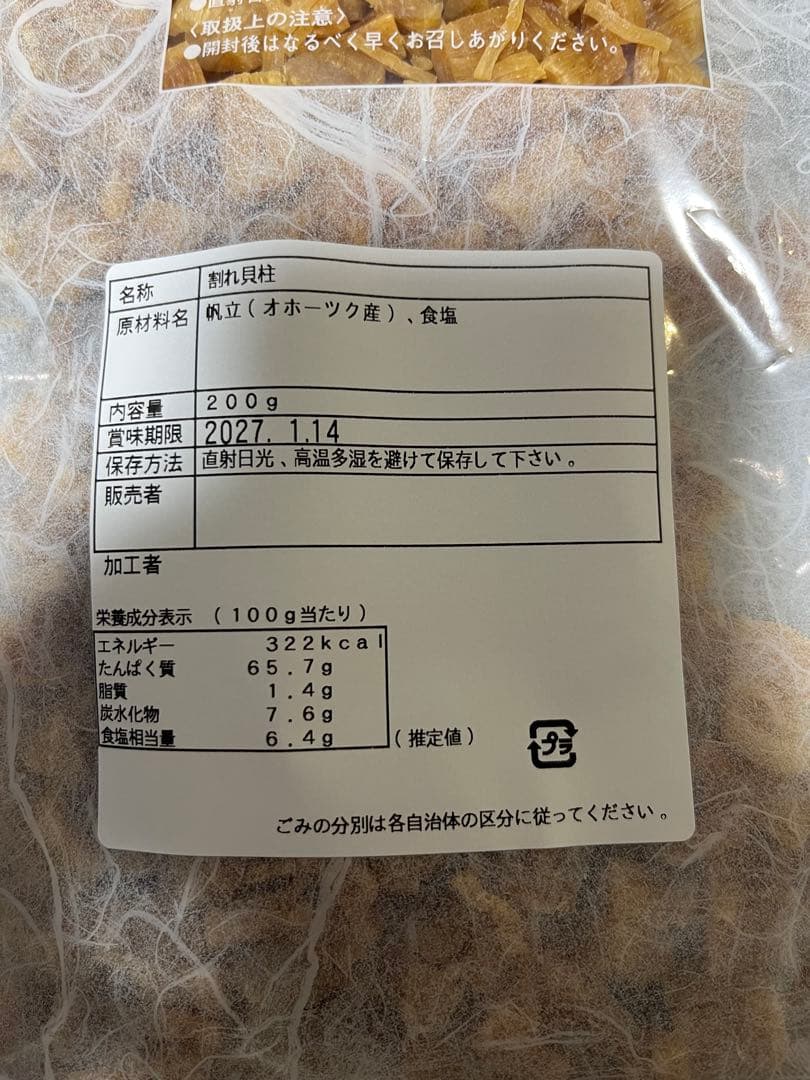 ●直射
〈取扱上の注意〉
●開封後はなるべく早くお召しあがりください。
名称 割れ貝柱
原材料名 帆立(オホーツク産)、食塩
内容量 200g
賞味期限 2027. 1.14
保存方法 直射日光、高温多湿を避けて保存して下さい。
販売者
加工者
栄養成分表示 (100g当たり)
エネルギー 322kcal
たんぱく質 65.7g
脂質 1.4g
炭水化物 7.6g
食塩相当量 6.4g (推定値)
プラ
ごみの分別は各自治体の区分に従ってください。